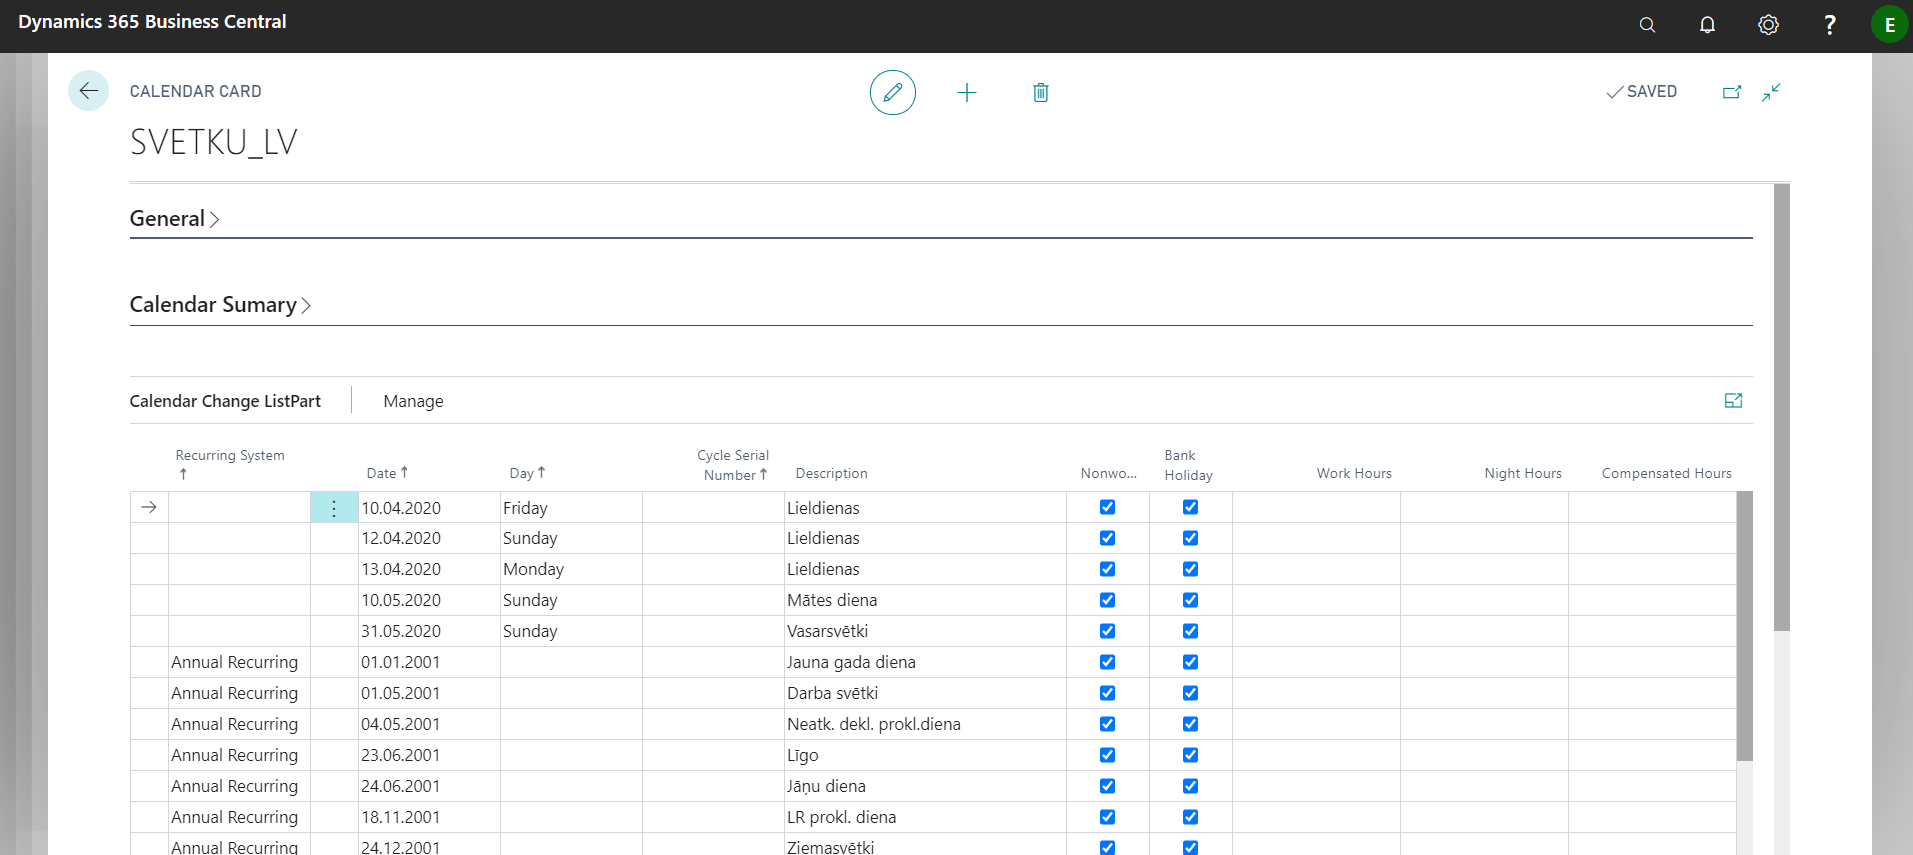 Dynamics 365 Business Central
E
CALENDAR CARD
SAVED
SVETKU_LV
General
Calendar Sumary
Calendar Change ListPart Manage
Recurring System Date Day Cycle Serial Number Description Nonwo... Bank Holiday Work Hours Night Hours Compensated Hours
10.04.2020 Friday Lieldienas
12.04.2020 Sunday Lieldienas
13.04.2020 Monday Lieldienas
10.05.2020 Sunday Mātes diena
31.05.2020 Sunday Vasarsvētki
Annual Recurring 01.01.2001 Jauna gada diena
Annual Recurring 01.05.2001 Darba svētki
Annual Recurring 04.05.2001 Neatk. dekl. prokl.diena
Annual Recurring 23.06.2001 Līgo
Annual Recurring 24.06.2001 Jāņu diena
Annual Recurring 18.11.2001 LR prokl. diena
Annual Recurring 24.12.2001 Ziemasvētki